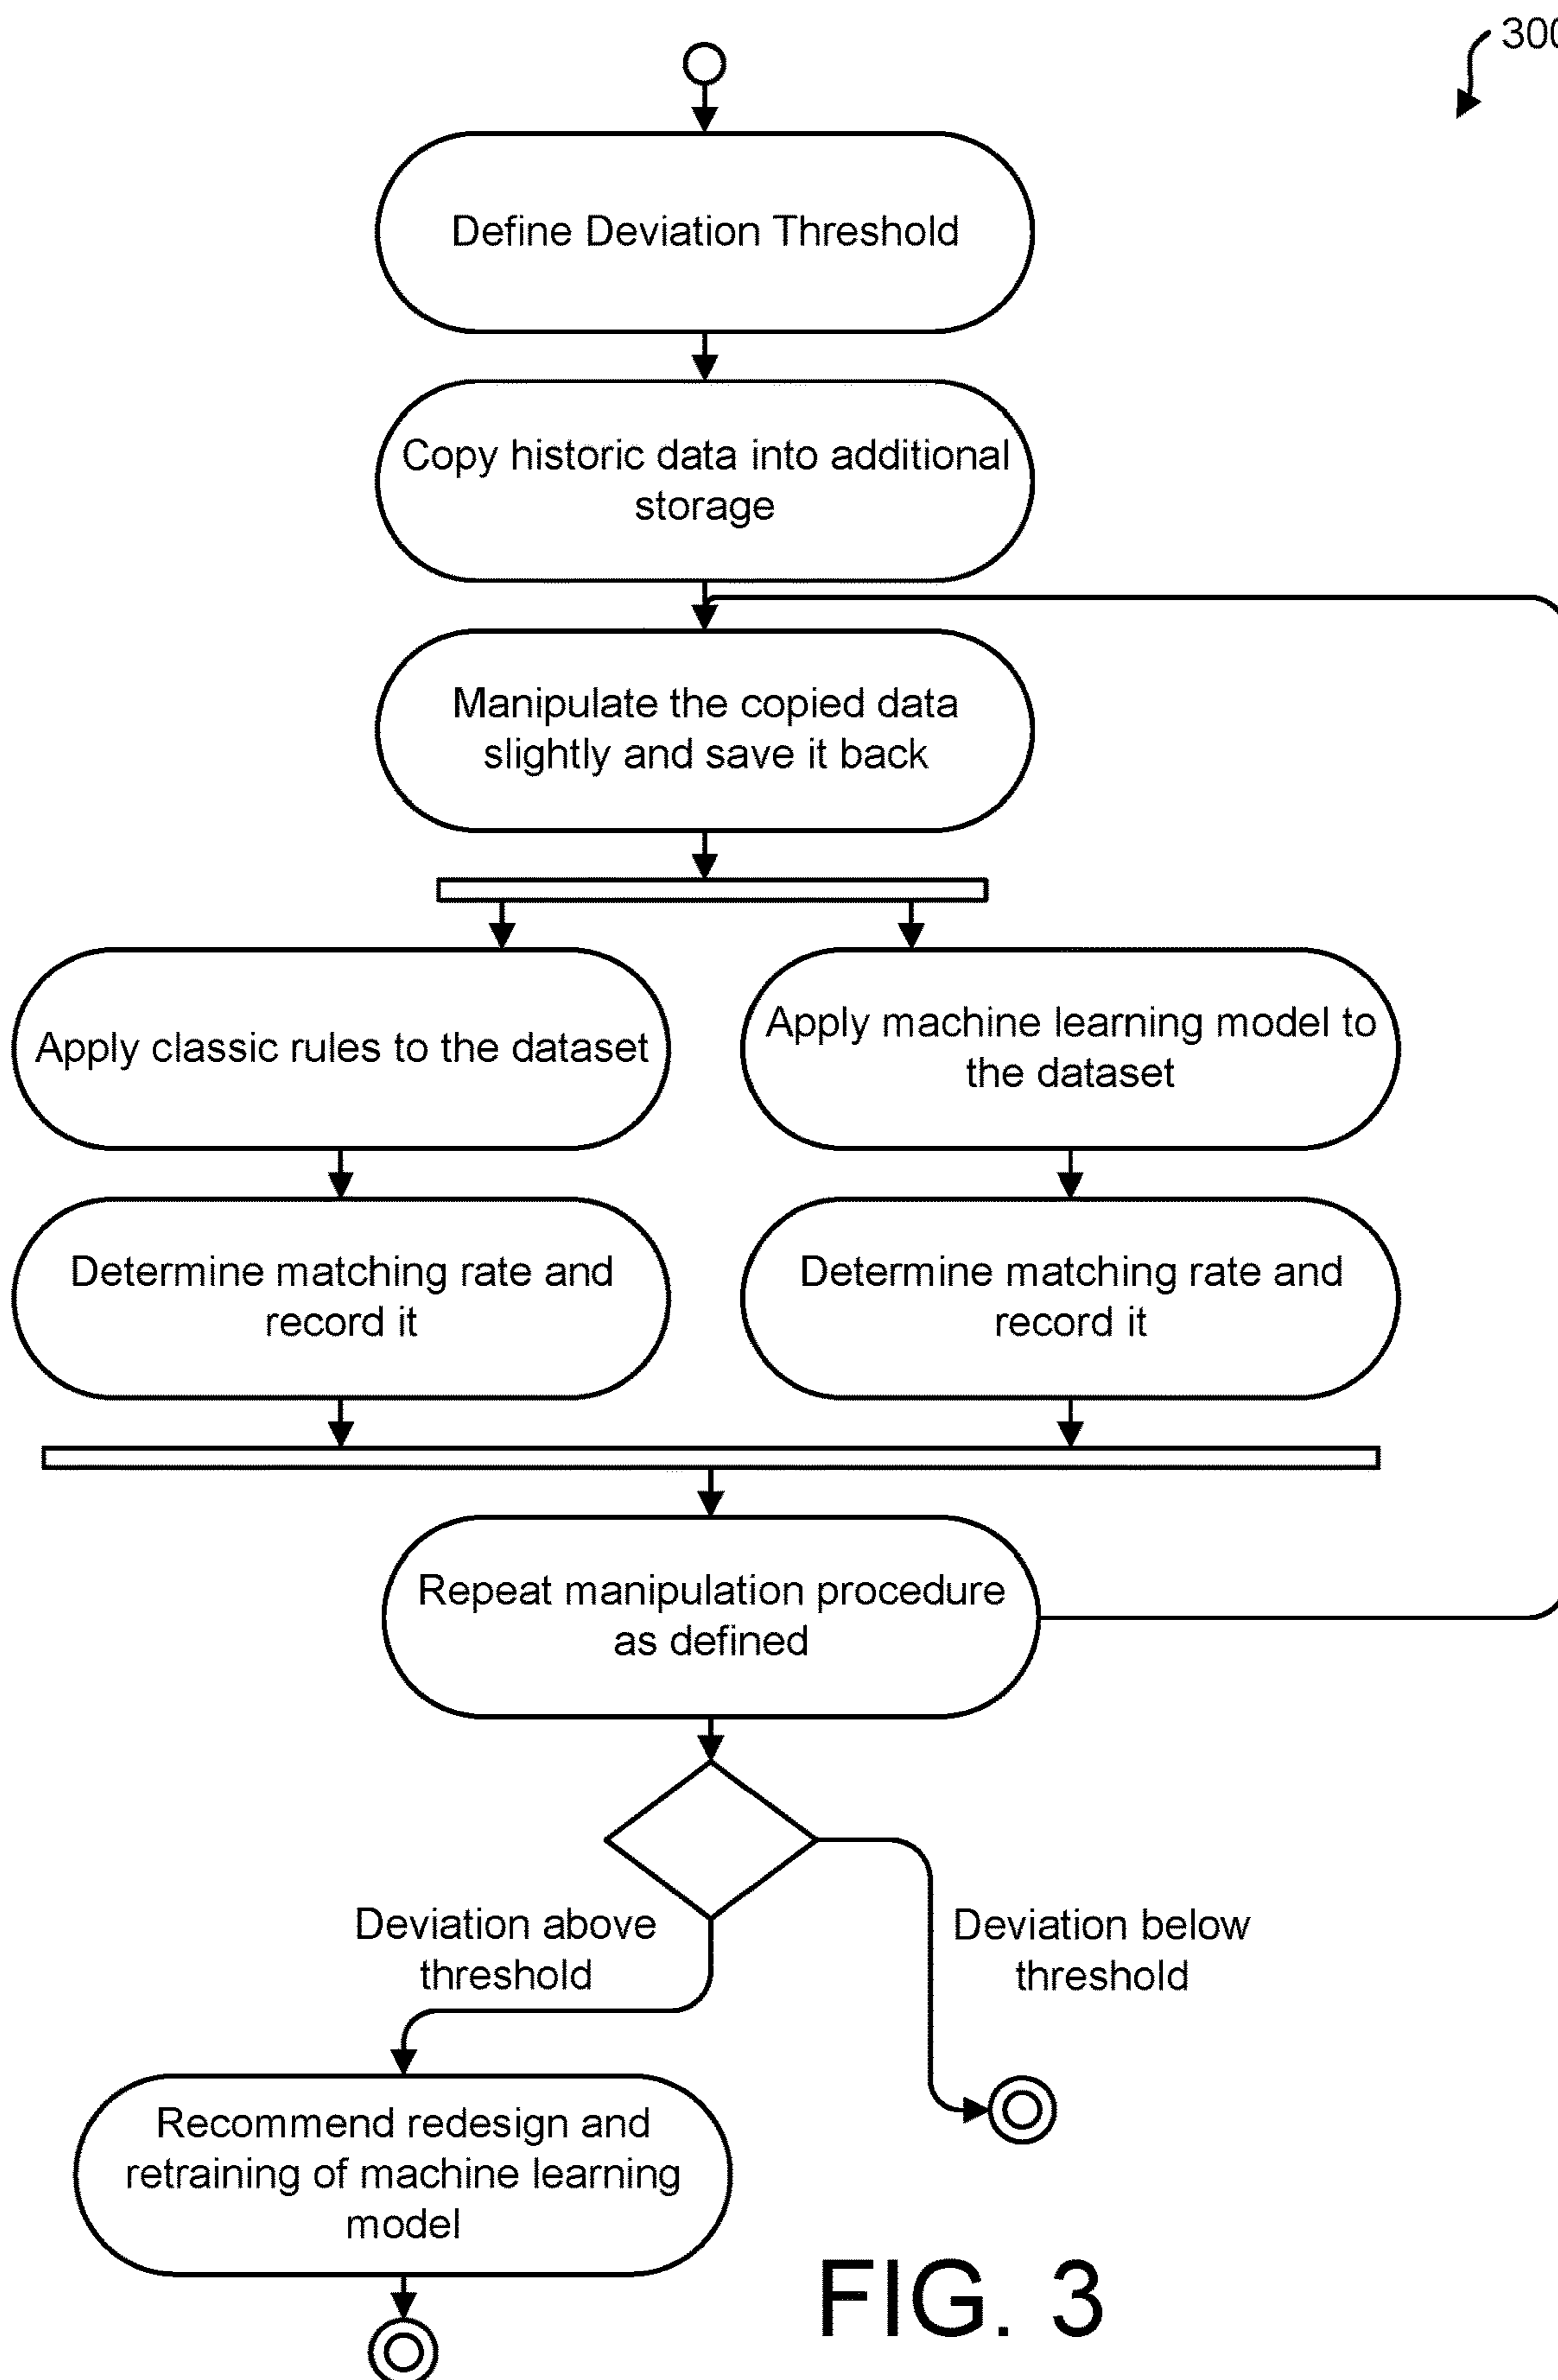 300
Define Deviation Threshold
Copy historic data into additional
storage
Manipulate the copied data
slightly and save it back
Apply classic rules to the dataset
Apply machine learning model to
the dataset
Determine matching rate and
record it
Determine matching rate and
record it
Repeat manipulation procedure
as defined
Deviation above
threshold
Deviation below
threshold
Recommend redesign and
retraining of machine learning
model
FIG. 3